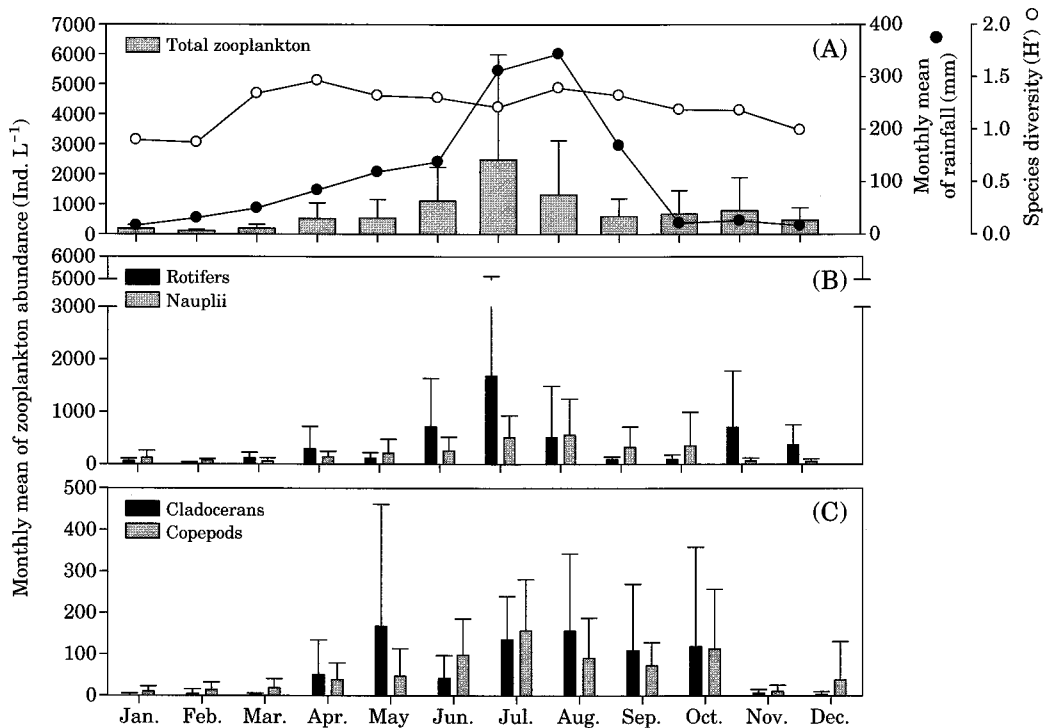 Monthly mean of zooplankton abundance (Ind. L⁻¹)
7000
6000
5000
4000
3000
2000
1000
0
Total zooplankton
(A)
400
300
200
100
0
Monthly mean
of rainfall (mm)
2.0
1.5
1.0
0.5
0.0
Species diversity (H′)
6000
5000
3000
2000
1000
0
Rotifers
Nauplii
(B)
500
400
300
200
100
0
Cladocerans
Copepods
(C)
Jan. Feb. Mar. Apr. May Jun. Jul. Aug. Sep. Oct. Nov. Dec.